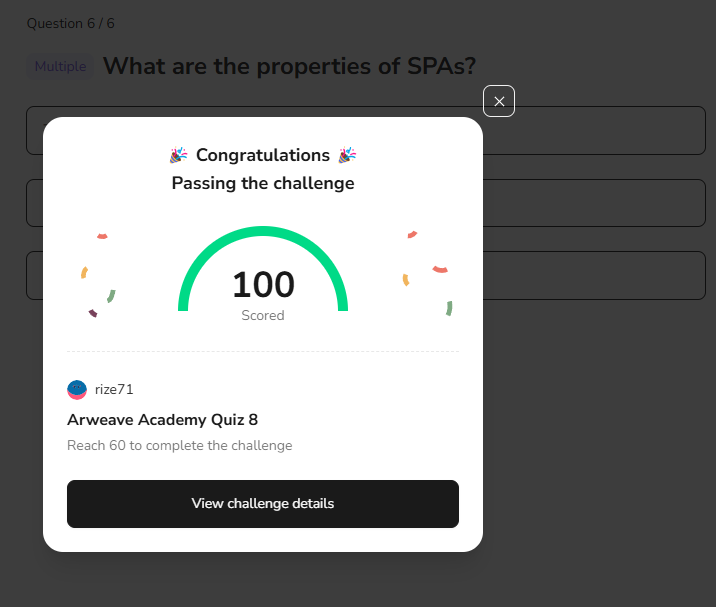 Question 6 / 6
Multiple What are the properties of SPAs?
Congratulations
Passing the challenge
100
Scored
rize71
Arweave Academy Quiz 8
Reach 60 to complete the challenge
View challenge details